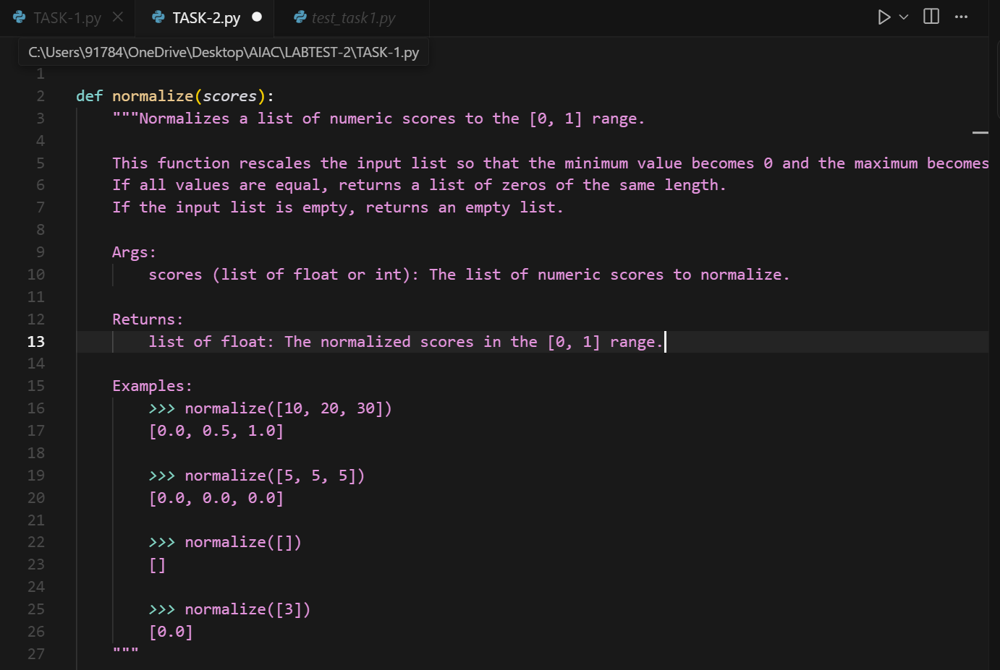 TASK-1.py TASK-2.py test_task1.py
C:\Users\91784\OneDrive\Desktop\AIAC\LABTEST-2\TASK-1.py
1
2 def normalize(scores):
3 """Normalizes a list of numeric scores to the [0, 1] range.
4
5 This function rescales the input list so that the minimum value becomes 0 and the maximum becomes
6 If all values are equal, returns a list of zeros of the same length.
7 If the input list is empty, returns an empty list.
8
9 Args:
10 scores (list of float or int): The list of numeric scores to normalize.
11
12 Returns:
13 list of float: The normalized scores in the [0, 1] range.
14
15 Examples:
16 >>> normalize([10, 20, 30])
17 [0.0, 0.5, 1.0]
18
19 >>> normalize([5, 5, 5])
20 [0.0, 0.0, 0.0]
21
22 >>> normalize([])
23 []
24
25 >>> normalize([3])
26 [0.0]
27 """